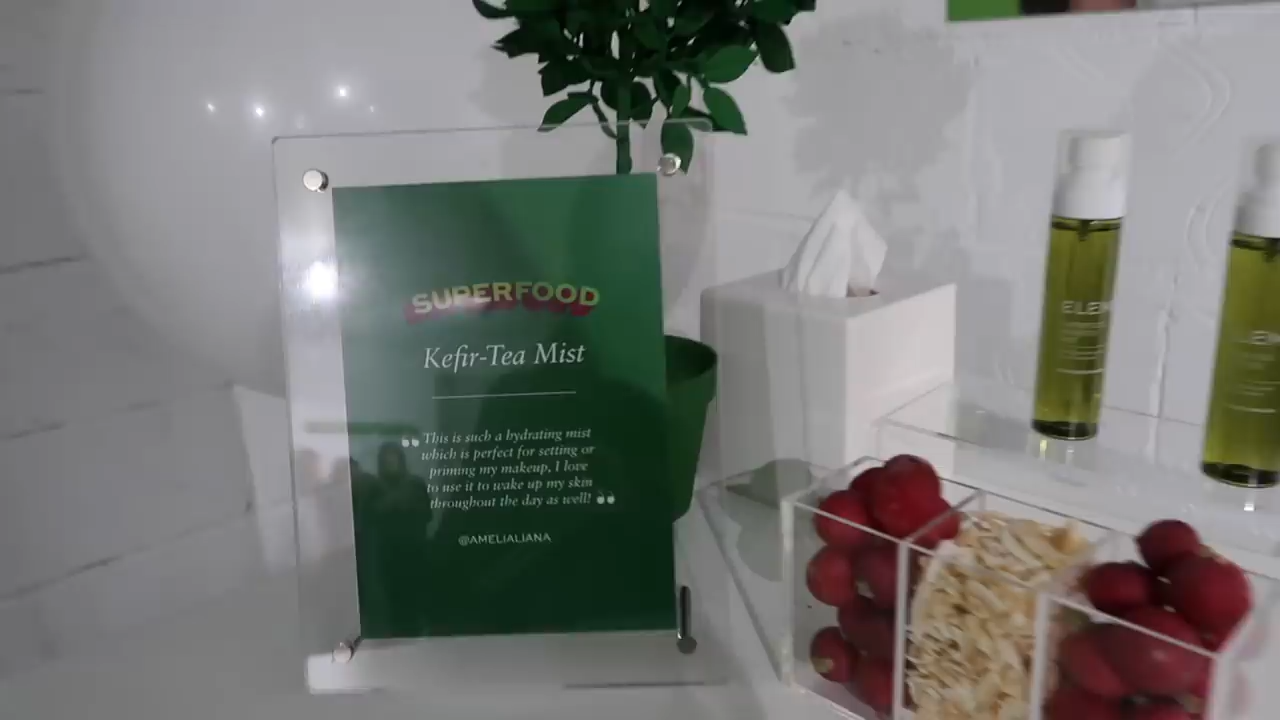 SUPERFOOD
Kefir-Tea Mist
“This is such a hydrating mist
which is perfect for setting or
priming my makeup, I love
to use it to wake up my skin
throughout the day as well!”
@AMELIALIANA